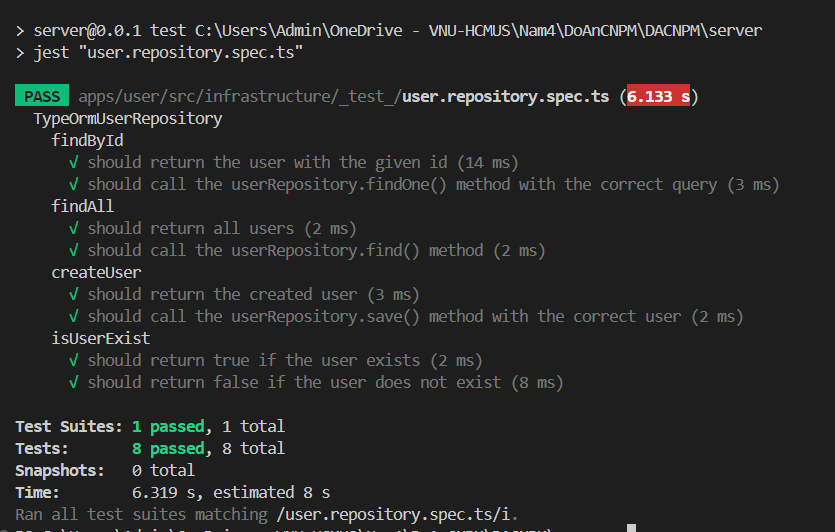 > server@0.0.1 test C:\Users\Admin\OneDrive - VNU-HCMUS\Nam4\DoAnCNPM\DACNPM\server
> jest "user.repository.spec.ts"
PASS apps/user/src/infrastructure/_test_/user.repository.spec.ts (6.133 s)
TypeOrmUserRepository
findById
√ should return the user with the given id (14 ms)
√ should call the userRepository.findOne() method with the correct query (3 ms)
findAll
√ should return all users (2 ms)
√ should call the userRepository.find() method (2 ms)
createUser
√ should return the created user (3 ms)
√ should call the userRepository.save() method with the correct user (2 ms)
isUserExist
√ should return true if the user exists (2 ms)
√ should return false if the user does not exist (8 ms)
Test Suites: 1 passed, 1 total
Tests: 8 passed, 8 total
Snapshots: 0 total
Time: 6.319 s, estimated 8 s
Ran all test suites matching /user.repository.spec.ts/i.